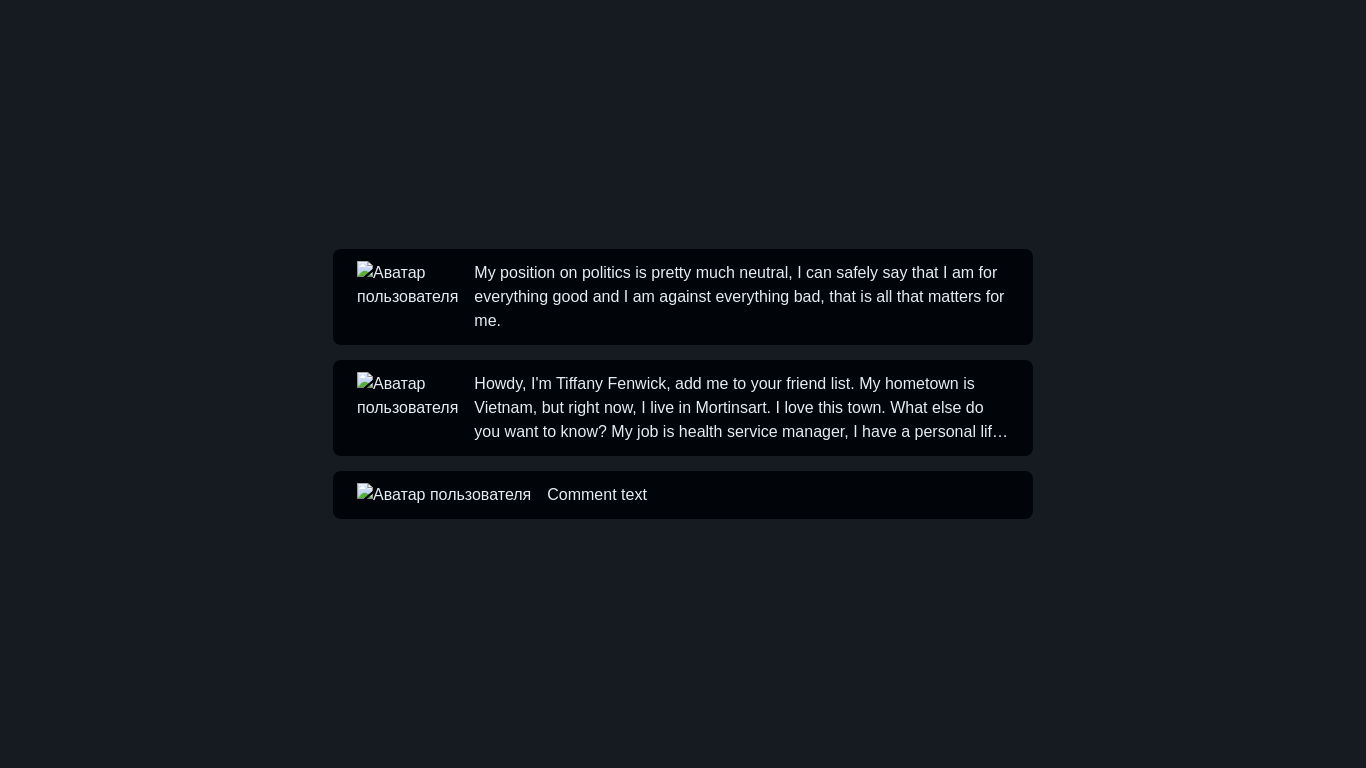 Аватар
пользователя
My position on politics is pretty much neutral, I can safely say that I am for
everything good and I am against everything bad, that is all that matters for
me.
Аватар
пользователя
Howdy, I'm Tiffany Fenwick, add me to your friend list. My hometown is
Vietnam, but right now, I live in Mortinsart. I love this town. What else do
you want to know? My job is health service manager, I have a personal lif…
Аватар пользователя
Comment text